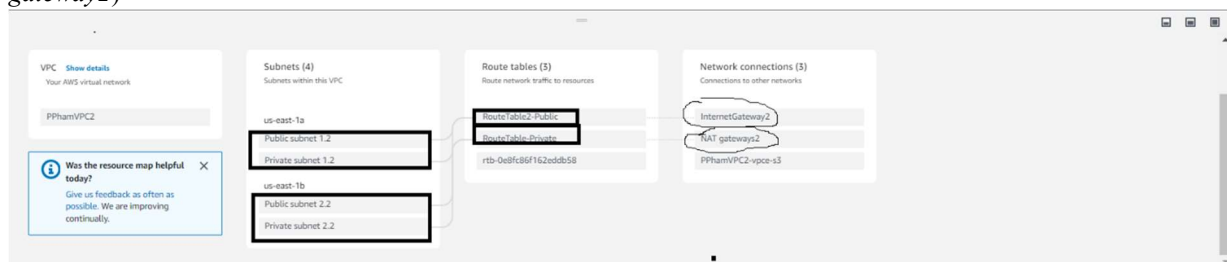 gateway2)
VPC Show details
Your AWS virtual network
PPhamVPC2
Was the resource map helpful today?
Give us feedback as often as possible. We are improving continually.
Subnets (4)
Subnets within this VPC
us-east-1a
Public subnet 1.2
Private subnet 1.2
us-east-1b
Public subnet 2.2
Private subnet 2.2
Route tables (3)
Route network traffic to resources
RouteTable2-Public
RouteTable-Private
rtb-0e8fc86f162eddb58
Network connections (3)
Connections to other networks
InternetGateway2
NAT gateways2
PPhamVPC2-vpce-s3